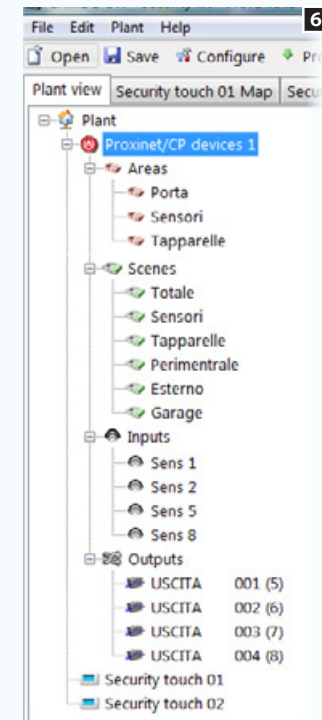 6
File Edit Plant Help
Open Save Configure
Plant view Security touch 01 Map
Plant
Proxinet/CP devices 1
Areas
Porta
Sensori
Tapparelle
Scenes
Totale
Sensori
Tapparelle
Perimetrale
Esterno
Garage
Inputs
Sens 1
Sens 2
Sens 5
Sens 8
Outputs
USCITA 001 (5)
USCITA 002 (6)
USCITA 003 (7)
USCITA 004 (8)
Security touch 01
Security touch 02